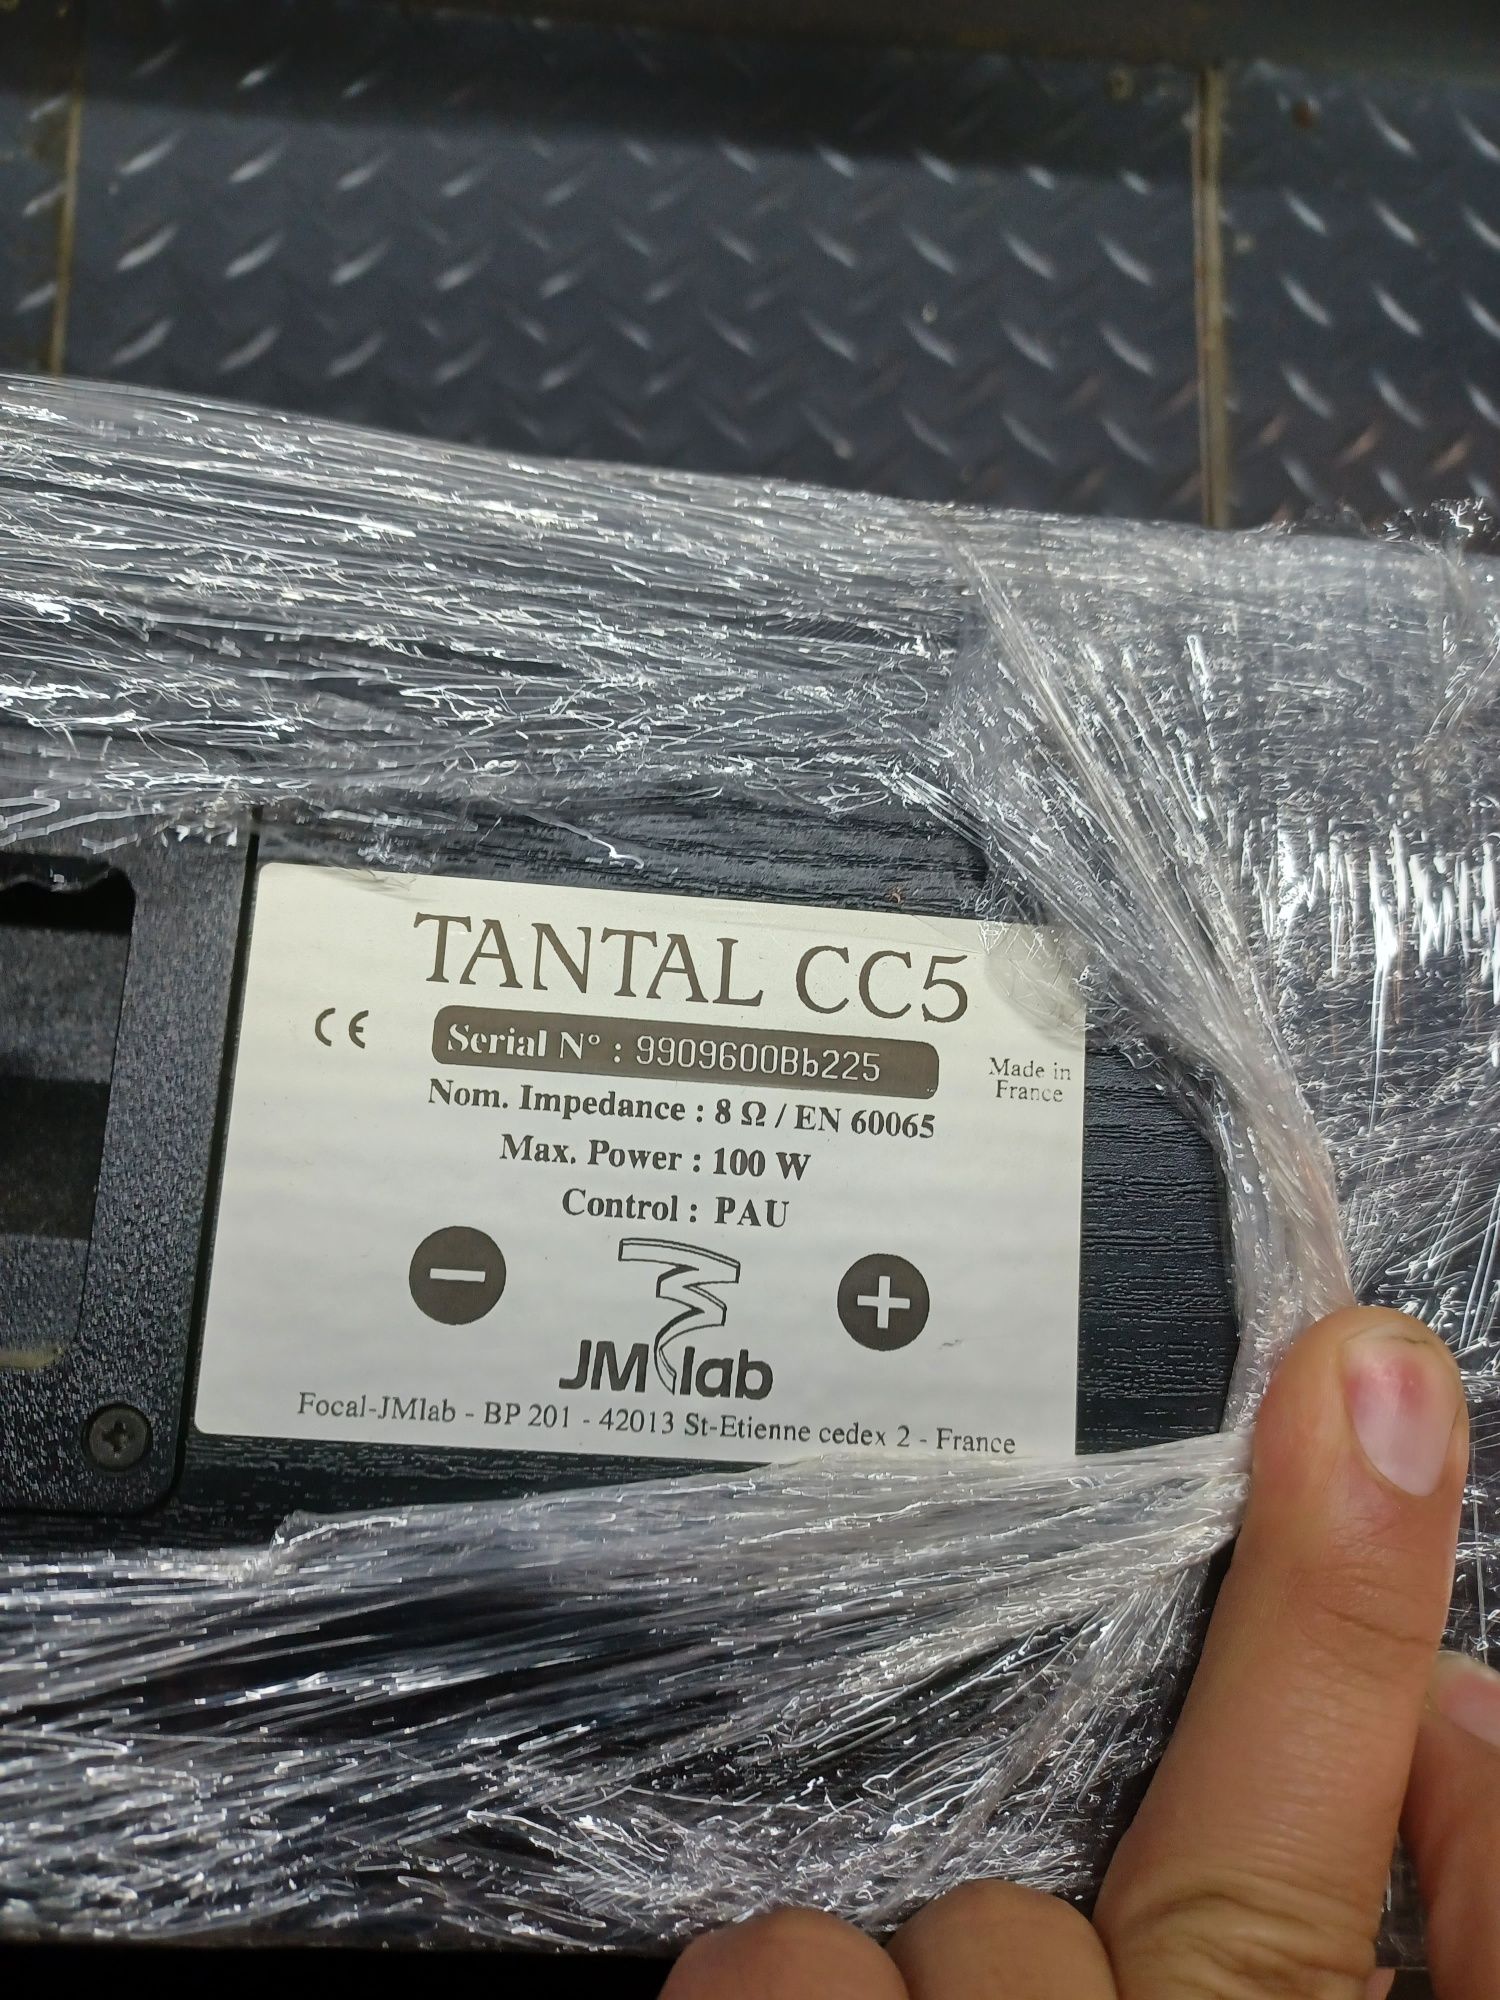 TANTAL CC5
CE
Serial N° : 9909600Bb225
Made in
France
Nom. Impedance : 8 Ω / EN 60065
Max. Power : 100 W
Control : PAU
− +
JMlab
Focal-JMlab - BP 201 - 42013 St-Etienne cedex 2 - France